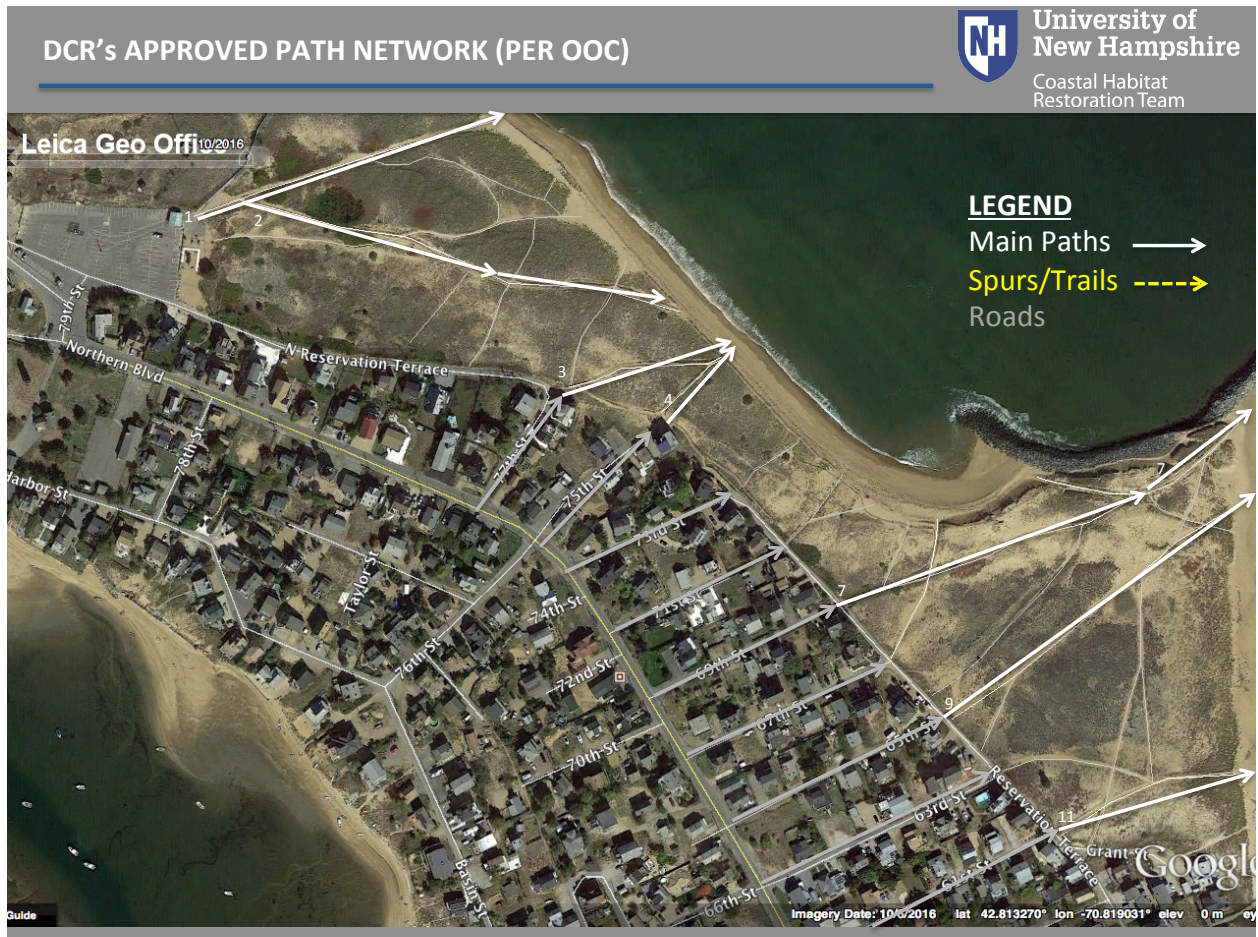 DCR's APPROVED PATH NETWORK (PER OOC)
University of
New Hampshire
Coastal Habitat
Restoration Team
NH
Leica Geo Office
10/2016
LEGEND
Main Paths
Spurs/Trails
Roads
1
2
3
4
7
7
9
11
79th St
Northern Blvd
N Reservation Terrace
78th St
Harbor St
77th St
75th St
73rd St
Taylor St
74th St
71st St
76th St
72nd St
69th St
67th St
70th St
65th St
63rd St
Reservation Terrace
Basin St
61st St
Grant St
66th St
Google
Guide
Imagery Date: 10/6/2016 lat 42.813270° lon -70.819031° elev 0 m ey